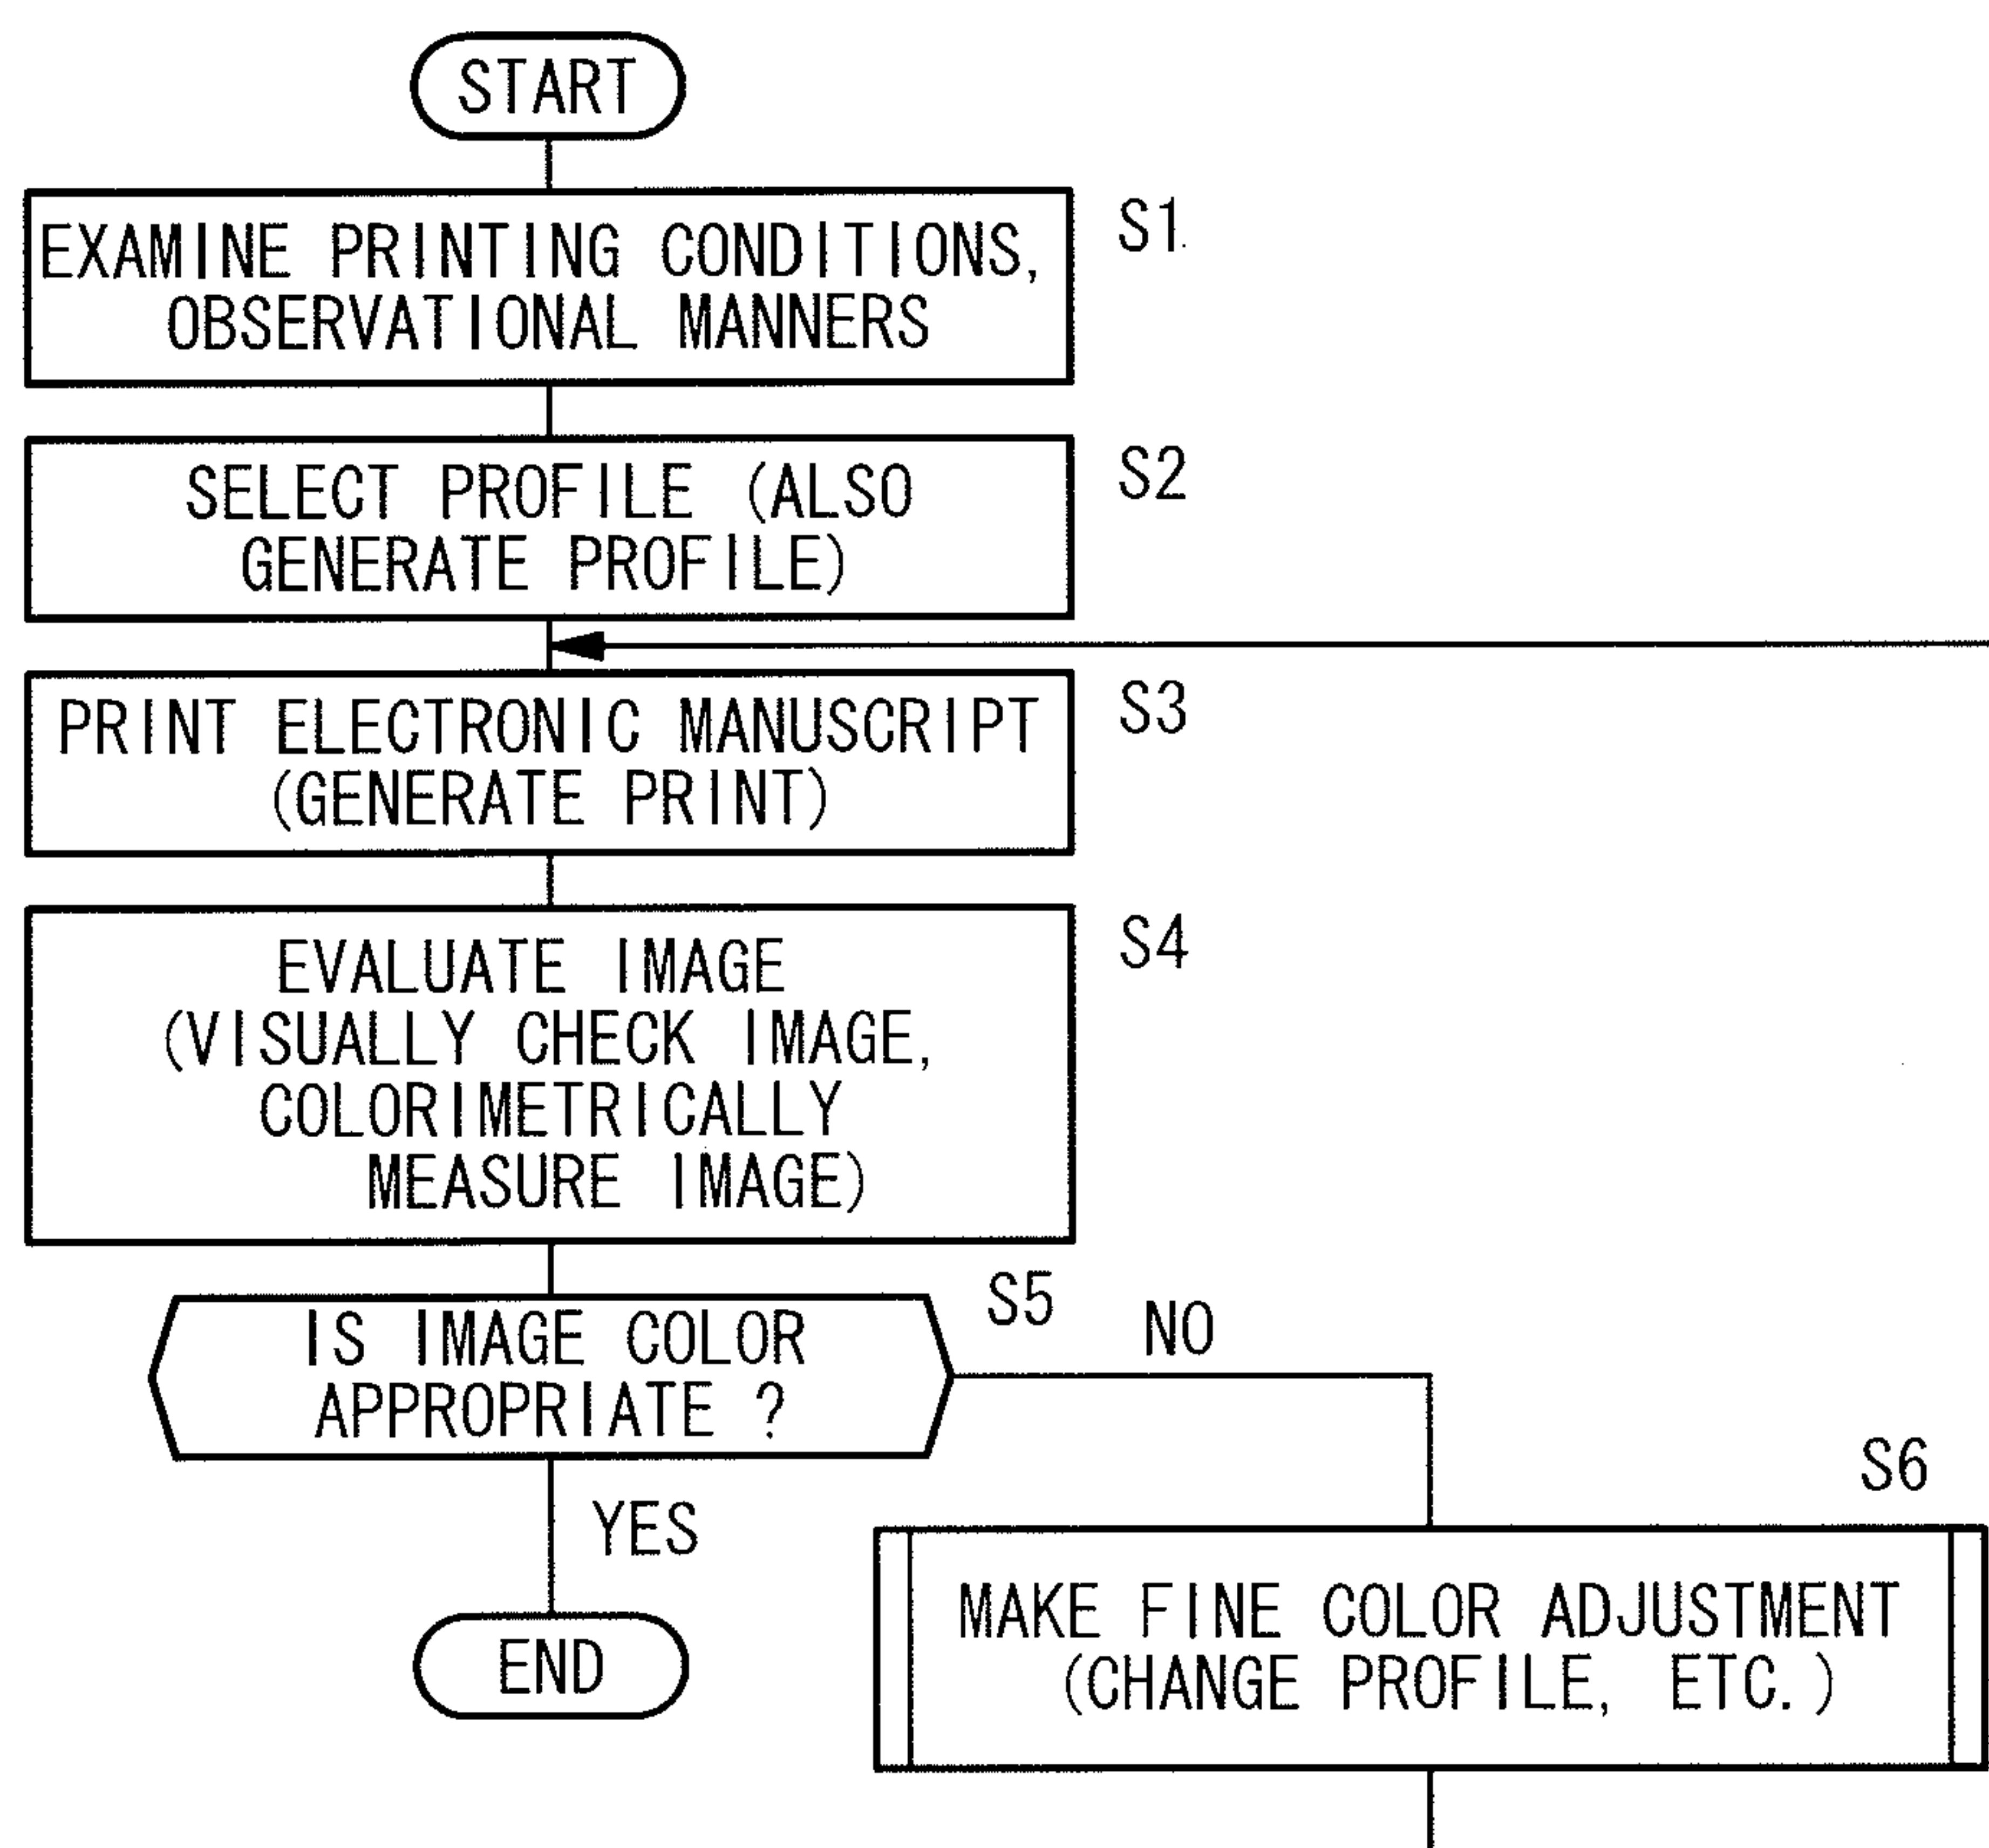 START
EXAMINE PRINTING CONDITIONS,
OBSERVATIONAL MANNERS
S1
SELECT PROFILE (ALSO
GENERATE PROFILE)
S2
PRINT ELECTRONIC MANUSCRIPT
(GENERATE PRINT)
S3
EVALUATE IMAGE
(VISUALLY CHECK IMAGE,
COLORIMETRICALLY
MEASURE IMAGE)
S4
IS IMAGE COLOR
APPROPRIATE ?
S5
NO
YES
END
S6
MAKE FINE COLOR ADJUSTMENT
(CHANGE PROFILE, ETC.)